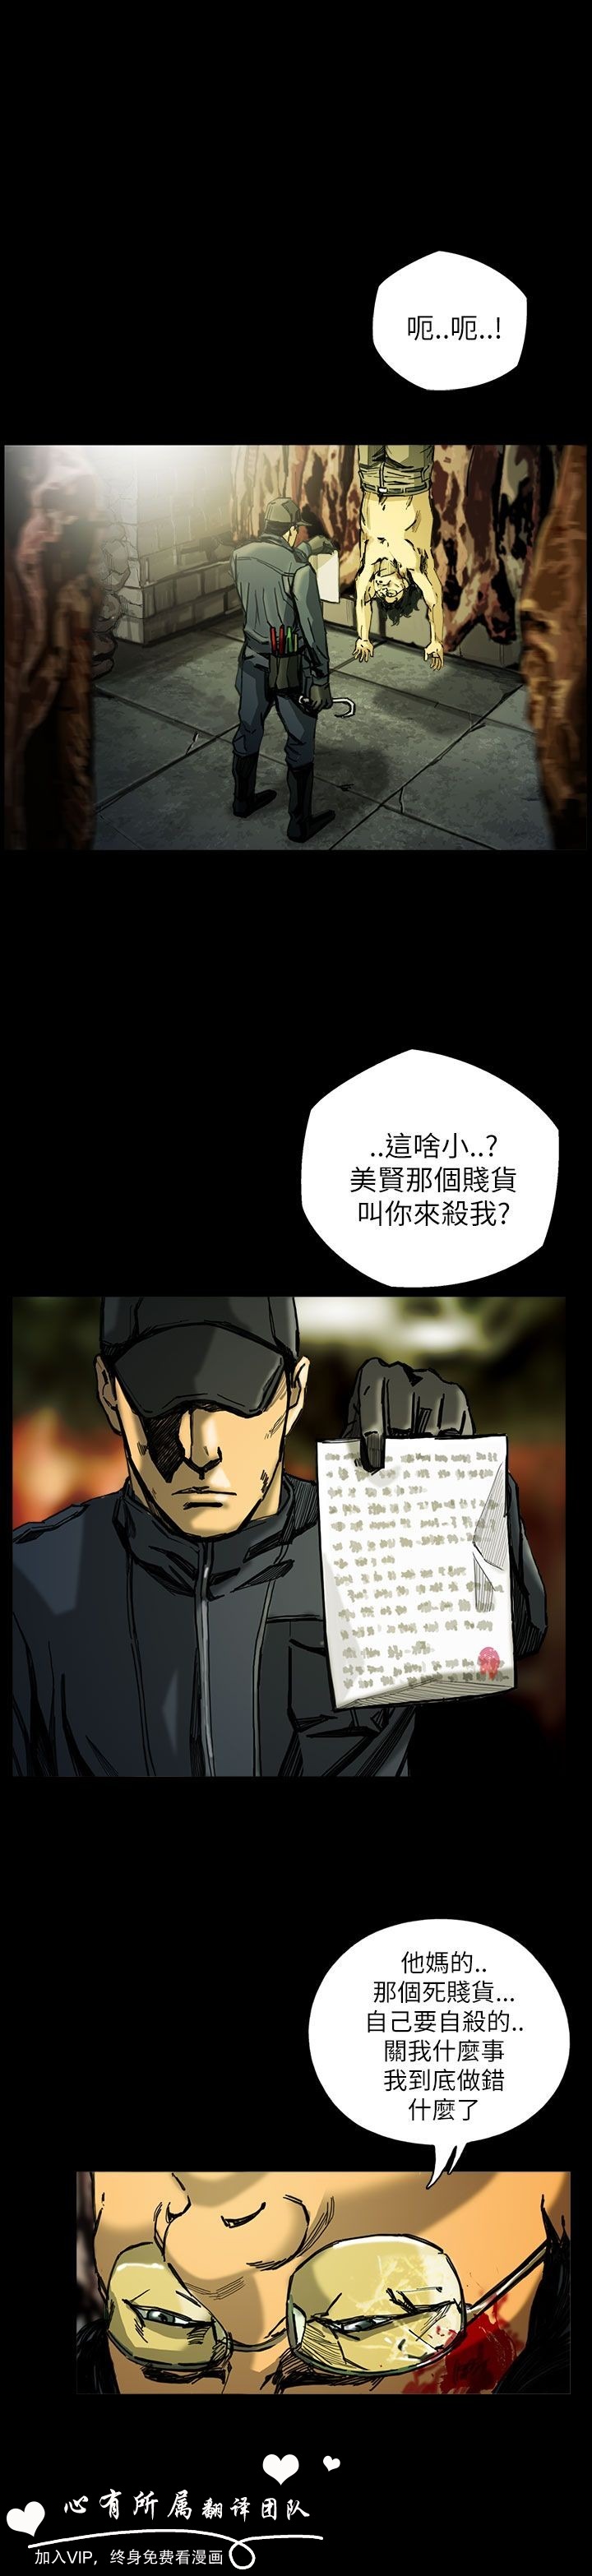 呃..呃..!
..這啥小..?
美賢那個賤貨
叫你來殺我?
他媽的..
那個死賤貨...
自己要自殺的..
關我什麼事
我到底做錯
什麼了
心有所属翻译团队
加入VIP，终身免费看漫画